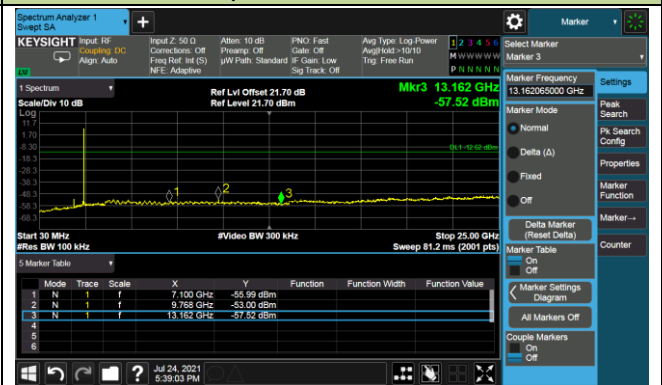 Spectrum Analyzer 1
Swept SA
Marker
KEYSIGHT
Input: RF
Coupling: DC
Align: Auto
Input Z: 50 Ω
Corrections: Off
Freq Ref: Int (S)
NFE: Adaptive
Atten: 10 dB
Preamp: Off
µW Path: Standard
PNO: Fast
Gate: Off
IF Gain: Low
Sig Track: Off
Avg Type: Log-Power
Avg|Hold:>10/10
Trig: Free Run
1 2 3 4 5 6
M W W W W W
P N N N N N
Select Marker
Marker 3
LXI
1 Spectrum
Scale/Div 10 dB
Ref Lvl Offset 21.70 dB
Ref Level 21.70 dBm
Mkr3 13.162 GHz
-57.52 dBm
Log
11.7
1.70
-8.30
-18.3
-28.3
-38.3
-48.3
-58.3
-68.3
DL1 -12.62 dBm
1
2
3
Start 30 MHz
#Res BW 100 kHz
#Video BW 300 kHz
Stop 25.00 GHz
Sweep 81.2 ms (2001 pts)
5 Marker Table
Mode Trace Scale X Y Function Function Width Function Value
1 N 1 f 7.100 GHz -55.99 dBm
2 N 1 f 9.768 GHz -53.00 dBm
3 N 1 f 13.162 GHz -57.52 dBm
4
5
6
Marker Frequency
13.162065000 GHz
Marker Mode
Normal
Delta (Δ)
Fixed
Off
Delta Marker
(Reset Delta)
Marker Table
On
Off
Marker Settings
Diagram
All Markers Off
Couple Markers
On
Off
Settings
Peak
Search
Pk Search
Config
Properties
Marker
Function
Marker→
Counter
Jul 24, 2021
5:39:03 PM